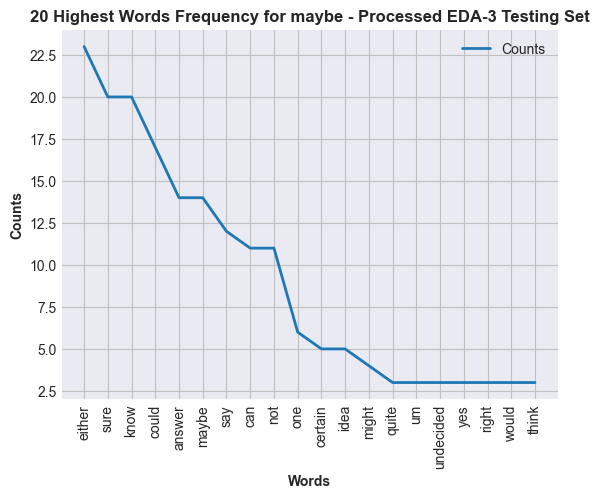 20 Highest Words Frequency for maybe - Processed EDA-3 Testing Set
Counts
22.5
20.0
17.5
15.0
12.5
10.0
7.5
5.0
2.5
Counts
either
sure
know
could
answer
maybe
say
can
not
one
certain
idea
might
quite
um
undecided
yes
right
would
think
Words